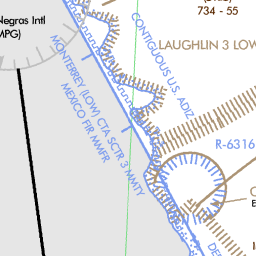 734 - 55
Negras Intl
MPG)
CONTIGUOUS U.S. ADIZ
LAUGHLIN 3 LOW
MONTERREY (LOW) CTA SCTR 3 MMTY
MEXICO FIR MMFR
R-6316